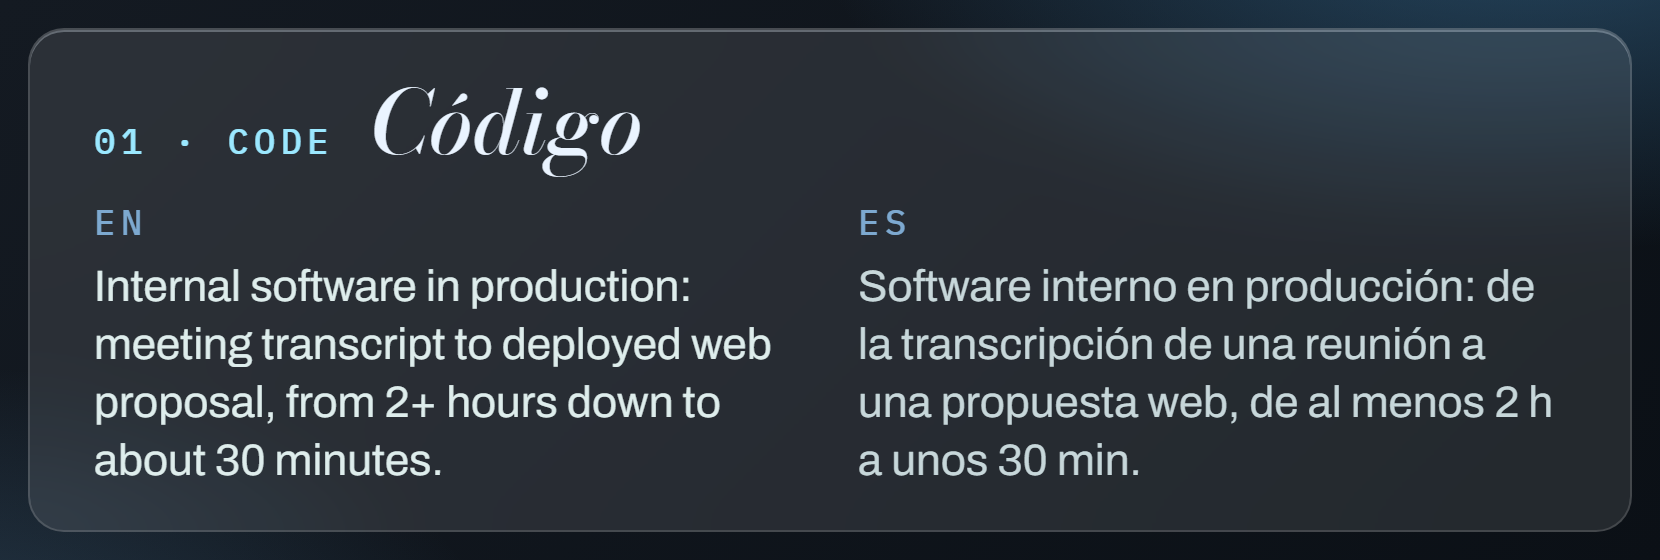 01 · CODE Código
EN
Internal software in production:
meeting transcript to deployed web
proposal, from 2+ hours down to
about 30 minutes.
ES
Software interno en producción: de
la transcripción de una reunión a
una propuesta web, de al menos 2 h
a unos 30 min.